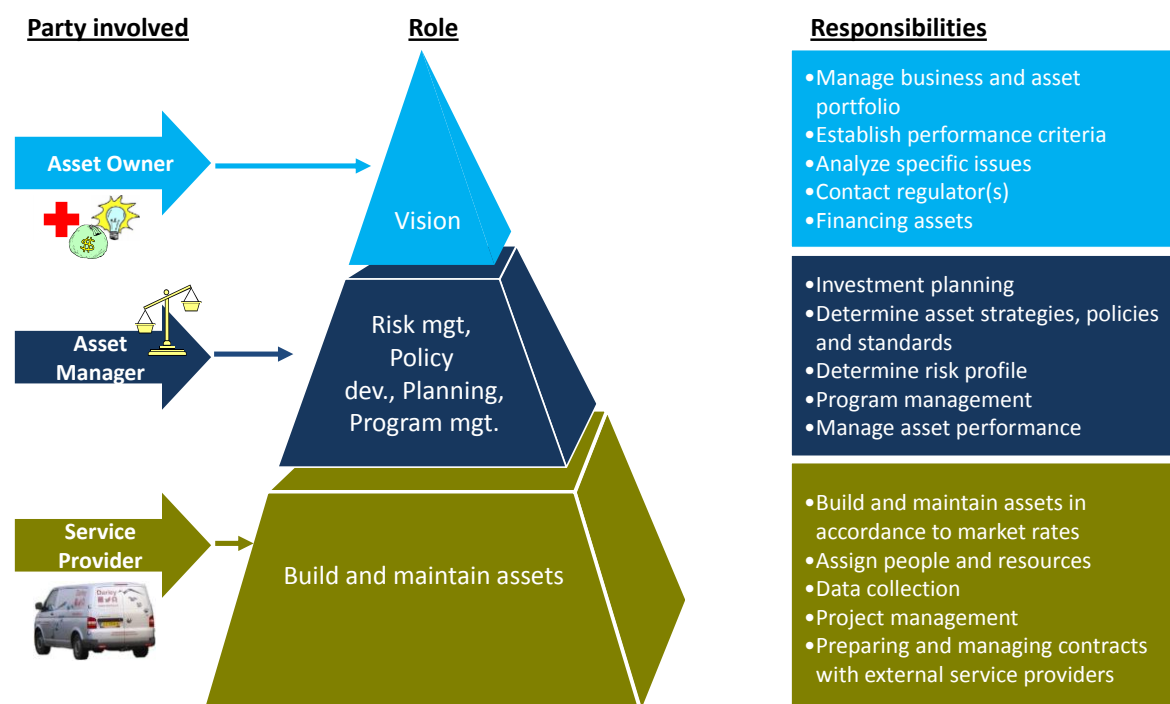 Party involved
Role
Responsibilities
Asset Owner
Vision
•Manage business and asset
portfolio
•Establish performance criteria
•Analyze specific issues
•Contact regulator(s)
•Financing assets
Asset
Manager
Risk mgt,
Policy
dev., Planning,
Program mgt.
•Investment planning
•Determine asset strategies, policies
and standards
•Determine risk profile
•Program management
•Manage asset performance
Service
Provider
Build and maintain assets
•Build and maintain assets in
accordance to market rates
•Assign people and resources
•Data collection
•Project management
•Preparing and managing contracts
with external service providers
$